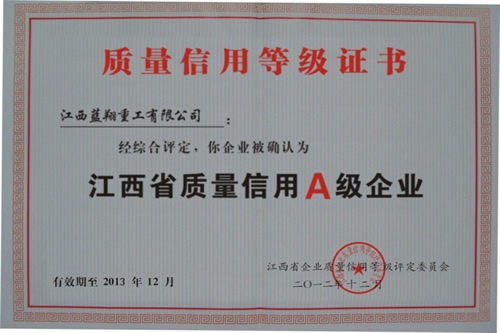 质量信用等级证书
江西蓝翔重工有限公司：
经综合评定，你企业被确认为
江西省质量信用A级企业
江西省企业质量信用等级评定委员会
二〇一二年十二月
有效期至 2013 年 12 月